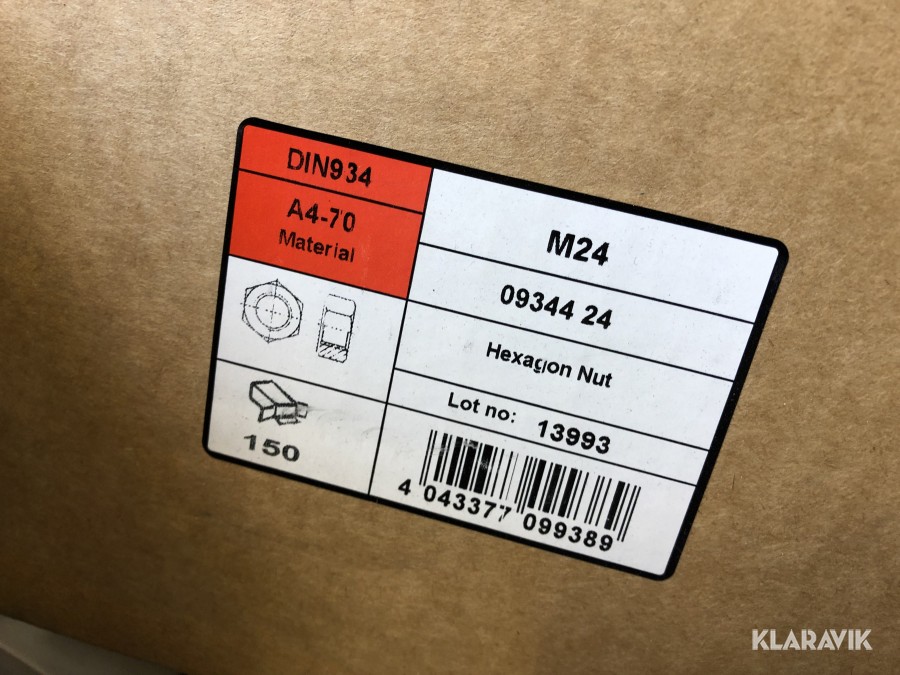 DIN934
A4-70
Material
150
M24
09344 24
Hexagon Nut
Lot no: 13993
4 043377 099389
KLARAVIK